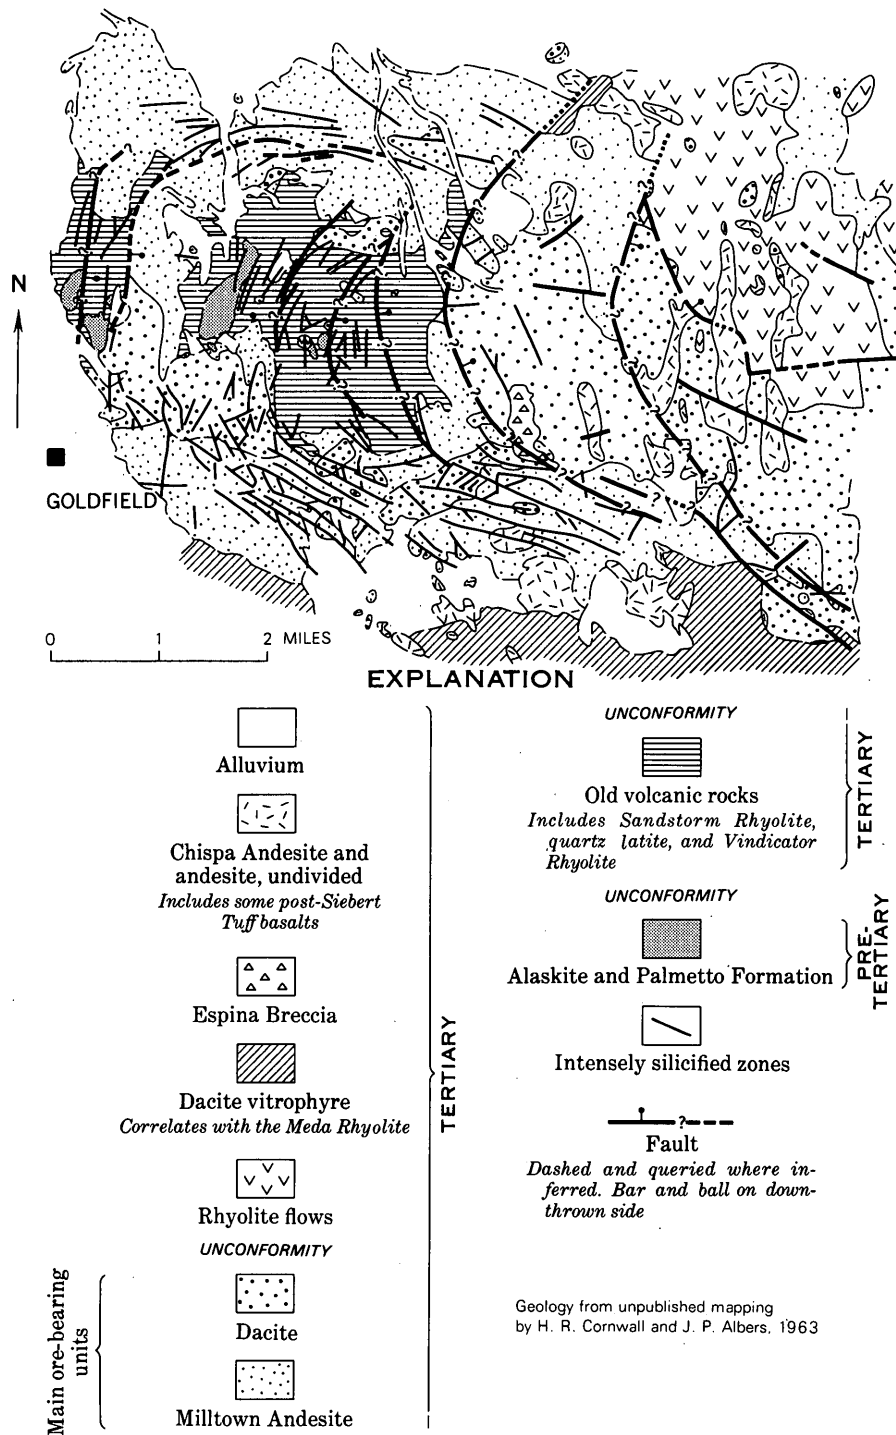 N
GOLDFIELD
0 1 2 MILES
EXPLANATION
Alluvium
Chispa Andesite and
andesite, undivided
Includes some post-Siebert
Tuff basalts
Espina Breccia
Dacite vitrophyre
Correlates with the Meda Rhyolite
Rhyolite flows
UNCONFORMITY
Main ore-bearing
units
Dacite
Milltown Andesite
TERTIARY
UNCONFORMITY
Old volcanic rocks
Includes Sandstorm Rhyolite,
quartz latite, and Vindicator
Rhyolite
TERTIARY
UNCONFORMITY
Alaskite and Palmetto Formation
PRE-
TERTIARY
Intensely silicified zones
?
Fault
Dashed and queried where in-
ferred. Bar and ball on down-
thrown side
Geology from unpublished mapping
by H. R. Cornwall and J. P. Albers, 1963